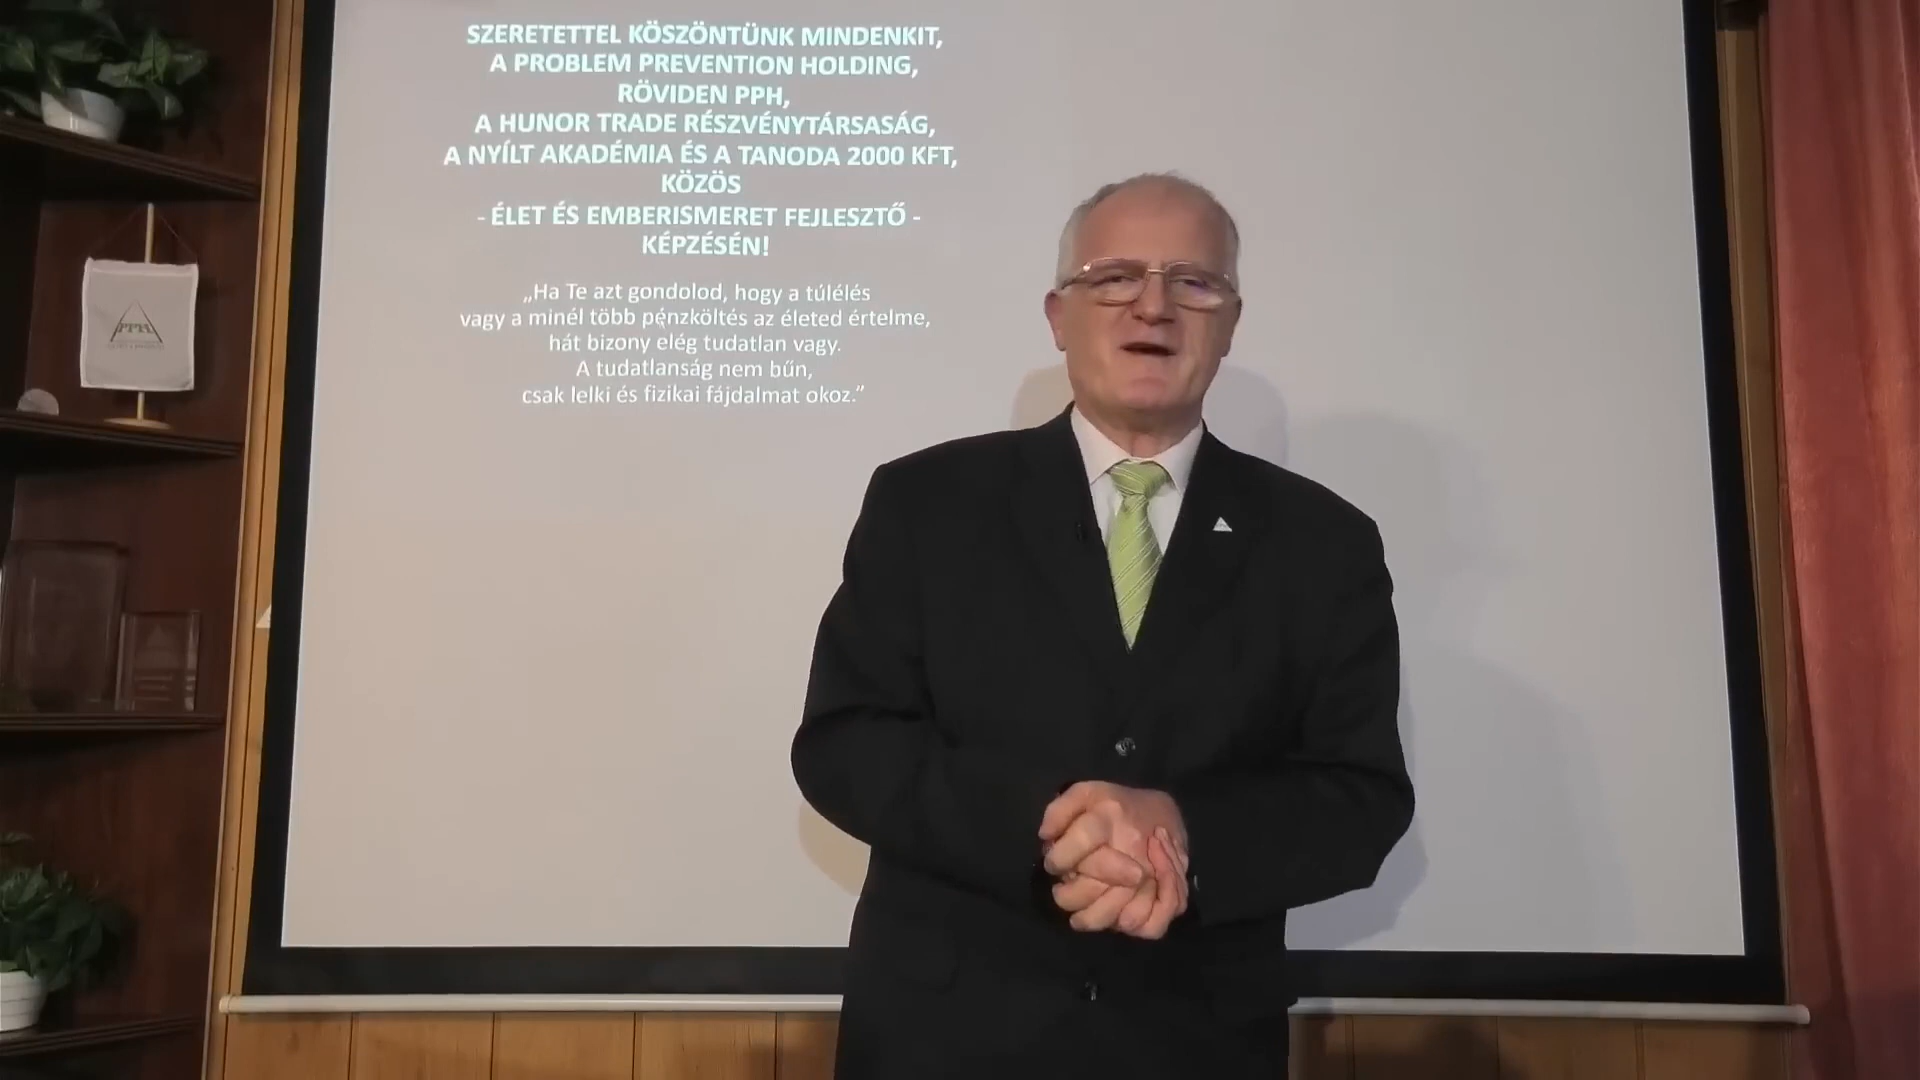 SZERETETTEL KÖSZÖNTÜNK MINDENKIT,
A PROBLEM PREVENTION HOLDING,
RÖVIDEN PPH,
A HUNOR TRADE RÉSZVÉNYTÁRSASÁG,
A NYÍLT AKADÉMIA ÉS A TANODA 2000 KFT,
KÖZÖS
- ÉLET ÉS EMBERISMERET FEJLESZTŐ -
KÉPZÉSÉN!
„Ha Te azt gondolod, hogy a túlélés
vagy a minél több pénzköltés az életed értelme,
hát bizony elég tudatlan vagy.
A tudatlanság nem bűn,
csak lelki és fizikai fájdalmat okoz.”
PPH